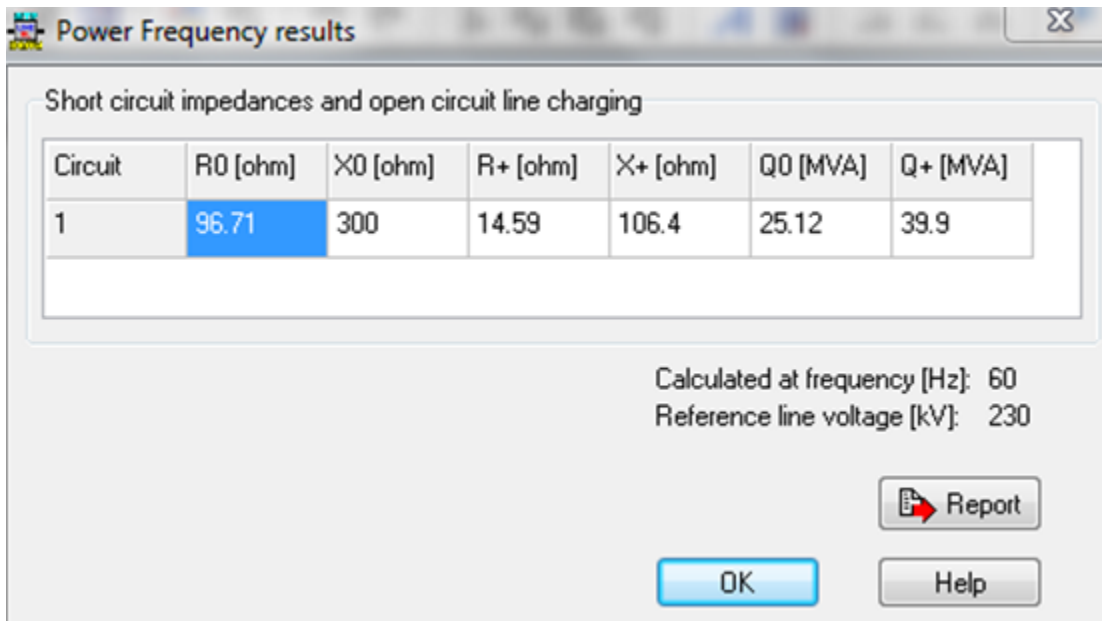 Power Frequency results
Short circuit impedances and open circuit line charging
Circuit R0 [ohm] X0 [ohm] R+ [ohm] X+ [ohm] Q0 [MVA] Q+ [MVA]
1 96.71 300 14.59 106.4 25.12 39.9
Calculated at frequency [Hz]: 60
Reference line voltage [kV]: 230
Report
OK Help